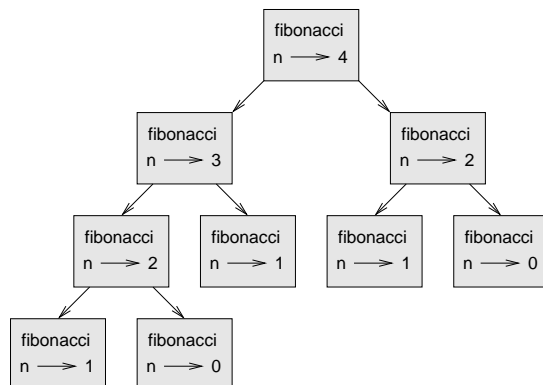 fibonacci
n → 4
fibonacci
n → 3
fibonacci
n → 2
fibonacci
n → 2
fibonacci
n → 1
fibonacci
n → 1
fibonacci
n → 0
fibonacci
n → 1
fibonacci
n → 0